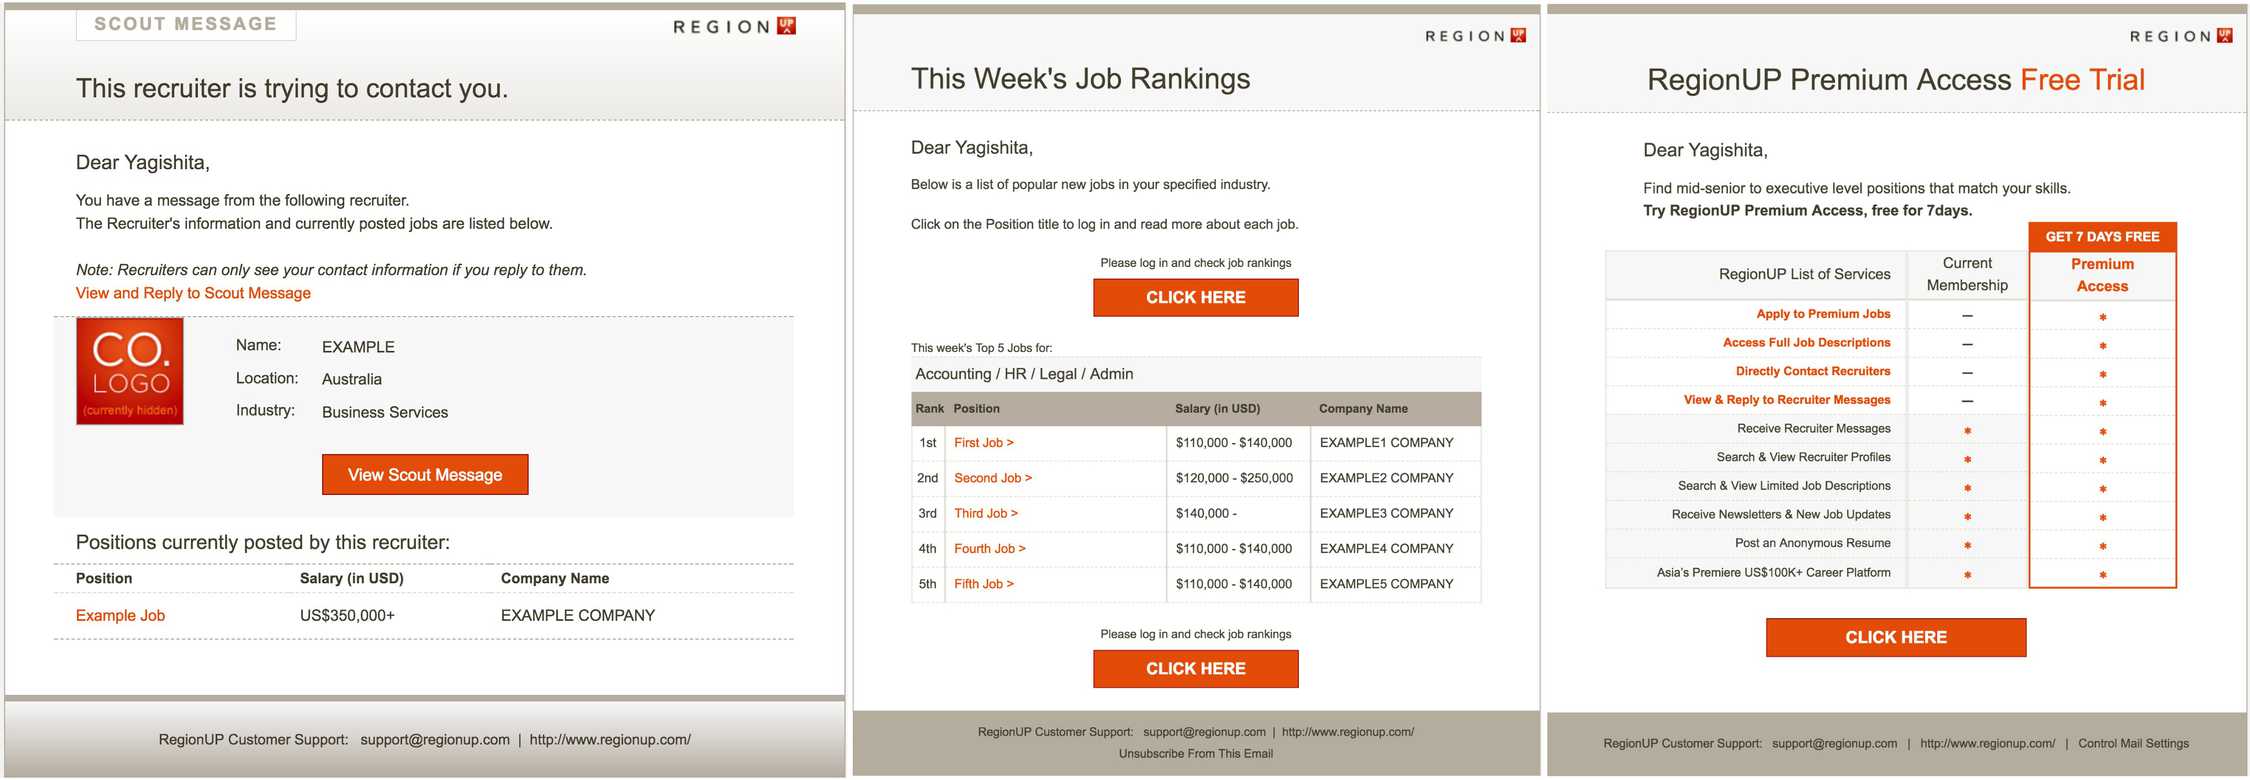 SCOUT MESSAGE
REGION UP
This recruiter is trying to contact you.
Dear Yagishita,
You have a message from the following recruiter.
The Recruiter's information and currently posted jobs are listed below.
Note: Recruiters can only see your contact information if you reply to them.
View and Reply to Scout Message
CO.
LOGO
(currently hidden)
Name: EXAMPLE
Location: Australia
Industry: Business Services
View Scout Message
Positions currently posted by this recruiter:
Position Salary (in USD) Company Name
Example Job US$350,000+ EXAMPLE COMPANY
RegionUP Customer Support: support@regionup.com | http://www.regionup.com/
REGION UP
This Week's Job Rankings
Dear Yagishita,
Below is a list of popular new jobs in your specified industry.
Click on the Position title to log in and read more about each job.
Please log in and check job rankings
CLICK HERE
This week's Top 5 Jobs for:
Accounting / HR / Legal / Admin
Rank Position Salary (in USD) Company Name
1st First Job > $110,000 - $140,000 EXAMPLE1 COMPANY
2nd Second Job > $120,000 - $250,000 EXAMPLE2 COMPANY
3rd Third Job > $140,000 - EXAMPLE3 COMPANY
4th Fourth Job > $110,000 - $140,000 EXAMPLE4 COMPANY
5th Fifth Job > $110,000 - $140,000 EXAMPLE5 COMPANY
Please log in and check job rankings
CLICK HERE
RegionUP Customer Support: support@regionup.com | http://www.regionup.com/
Unsubscribe From This Email
REGION UP
RegionUP Premium Access Free Trial
Dear Yagishita,
Find mid-senior to executive level positions that match your skills.
Try RegionUP Premium Access, free for 7days.
GET 7 DAYS FREE
RegionUP List of Services Current Membership Premium Access
Apply to Premium Jobs — *
Access Full Job Descriptions — *
Directly Contact Recruiters — *
View & Reply to Recruiter Messages — *
Receive Recruiter Messages * *
Search & View Recruiter Profiles * *
Search & View Limited Job Descriptions * *
Receive Newsletters & New Job Updates * *
Post an Anonymous Resume * *
Asia's Premiere US$100K+ Career Platform * *
CLICK HERE
RegionUP Customer Support: support@regionup.com | http://www.regionup.com/ | Control Mail Settings